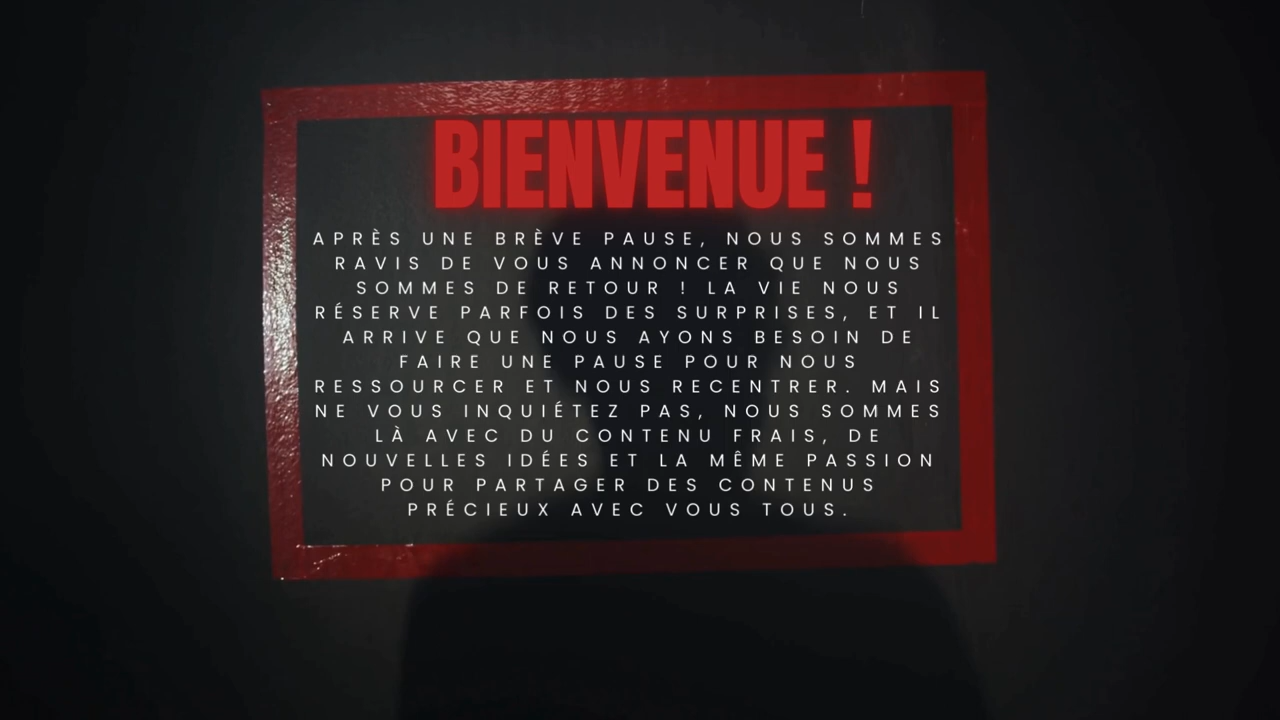 BIENVENUE !
APRÈS UNE BRÈVE PAUSE, NOUS SOMMES
RAVIS DE VOUS ANNONCER QUE NOUS
SOMMES DE RETOUR ! LA VIE NOUS
RÉSERVE PARFOIS DES SURPRISES, ET IL
ARRIVE QUE NOUS AYONS BESOIN DE
FAIRE UNE PAUSE POUR NOUS
RESSOURCER ET NOUS RECENTRER. MAIS
NE VOUS INQUIÉTEZ PAS, NOUS SOMMES
LÀ AVEC DU CONTENU FRAIS, DE
NOUVELLES IDÉES ET LA MÊME PASSION
POUR PARTAGER DES CONTENUS
PRÉCIEUX AVEC VOUS TOUS.